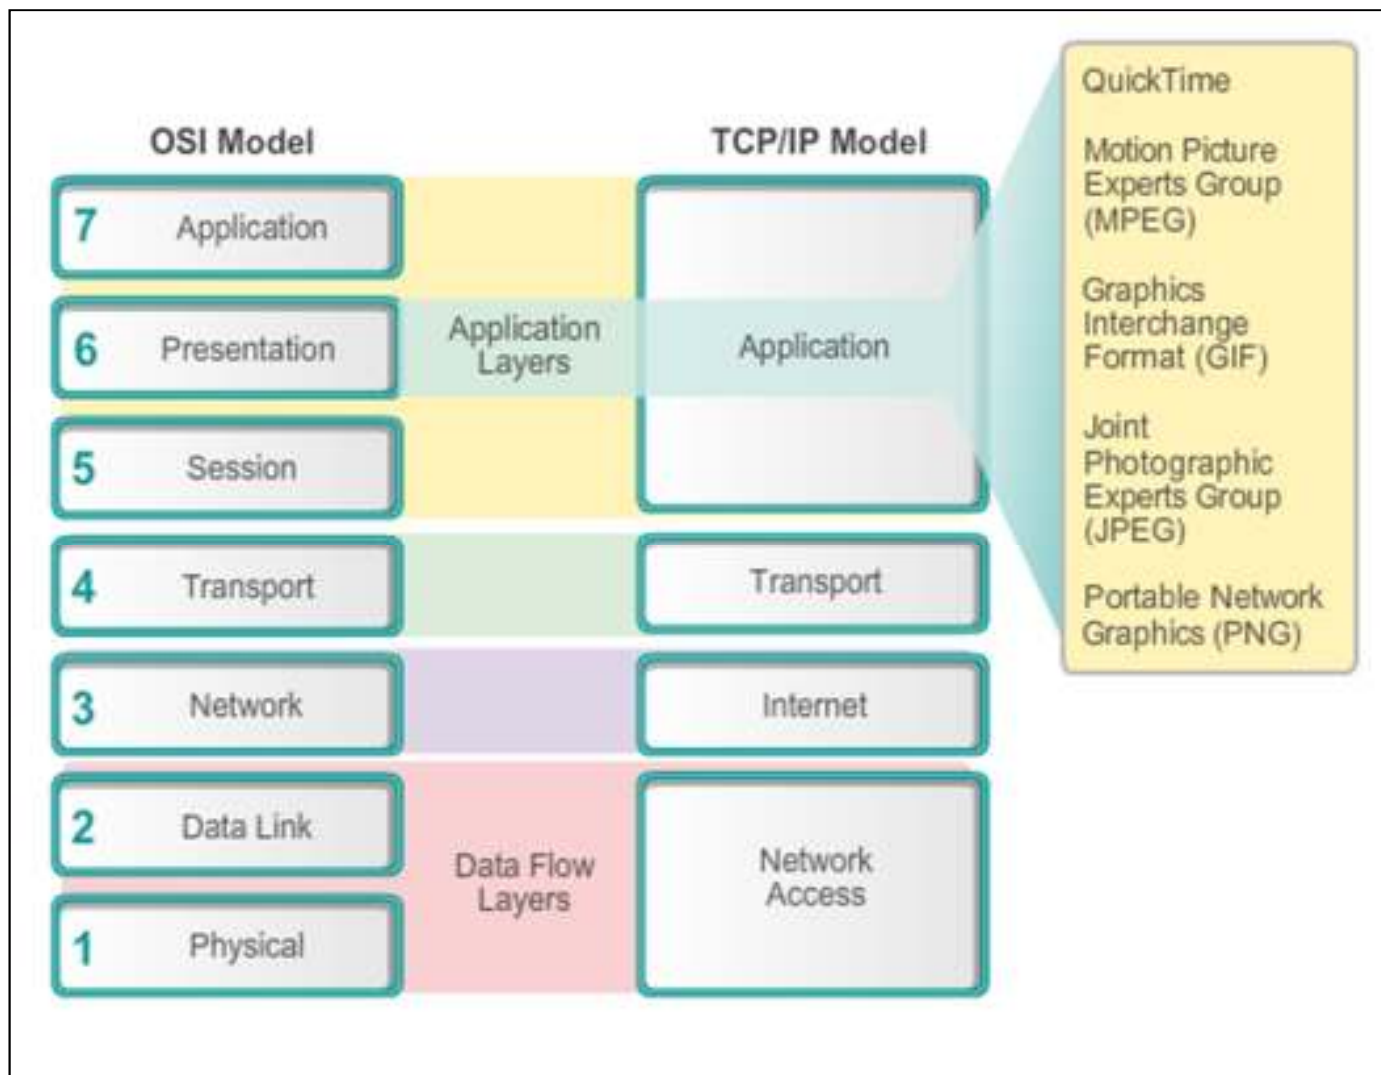 OSI Model
TCP/IP Model
7
Application
6
Presentation
5
Session
4
Transport
3
Network
2
Data Link
1
Physical
Application
Layers
Data Flow
Layers
Application
Transport
Internet
Network
Access
QuickTime
Motion Picture
Experts Group
(MPEG)
Graphics
Interchange
Format (GIF)
Joint
Photographic
Experts Group
(JPEG)
Portable Network
Graphics (PNG)